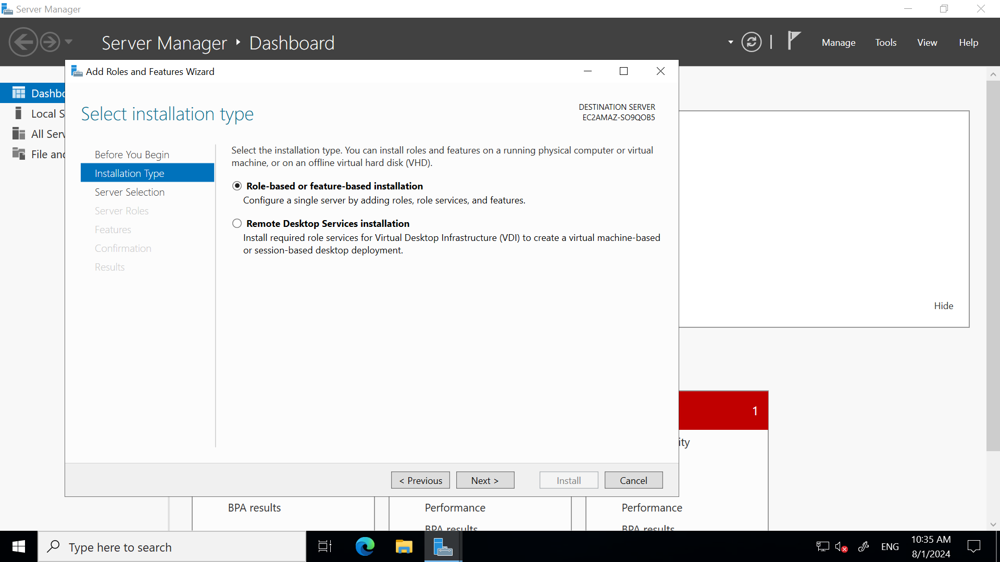 Server Manager
Server Manager ‣ Dashboard
Manage
Tools
View
Help
Add Roles and Features Wizard
Select installation type
DESTINATION SERVER
EC2AMAZ-SO9QOB5
Before You Begin
Installation Type
Server Selection
Server Roles
Features
Confirmation
Results
Select the installation type. You can install roles and features on a running physical computer or virtual
machine, or on an offline virtual hard disk (VHD).
Role-based or feature-based installation
Configure a single server by adding roles, role services, and features.
Remote Desktop Services installation
Install required role services for Virtual Desktop Infrastructure (VDI) to create a virtual machine-based
or session-based desktop deployment.
< Previous
Next >
Install
Cancel
Dashbo
Local S
All Serv
File and
Hide
1
ity
BPA results
Performance
Performance
BPA results
BPA results
Type here to search
ENG
10:35 AM
8/1/2024